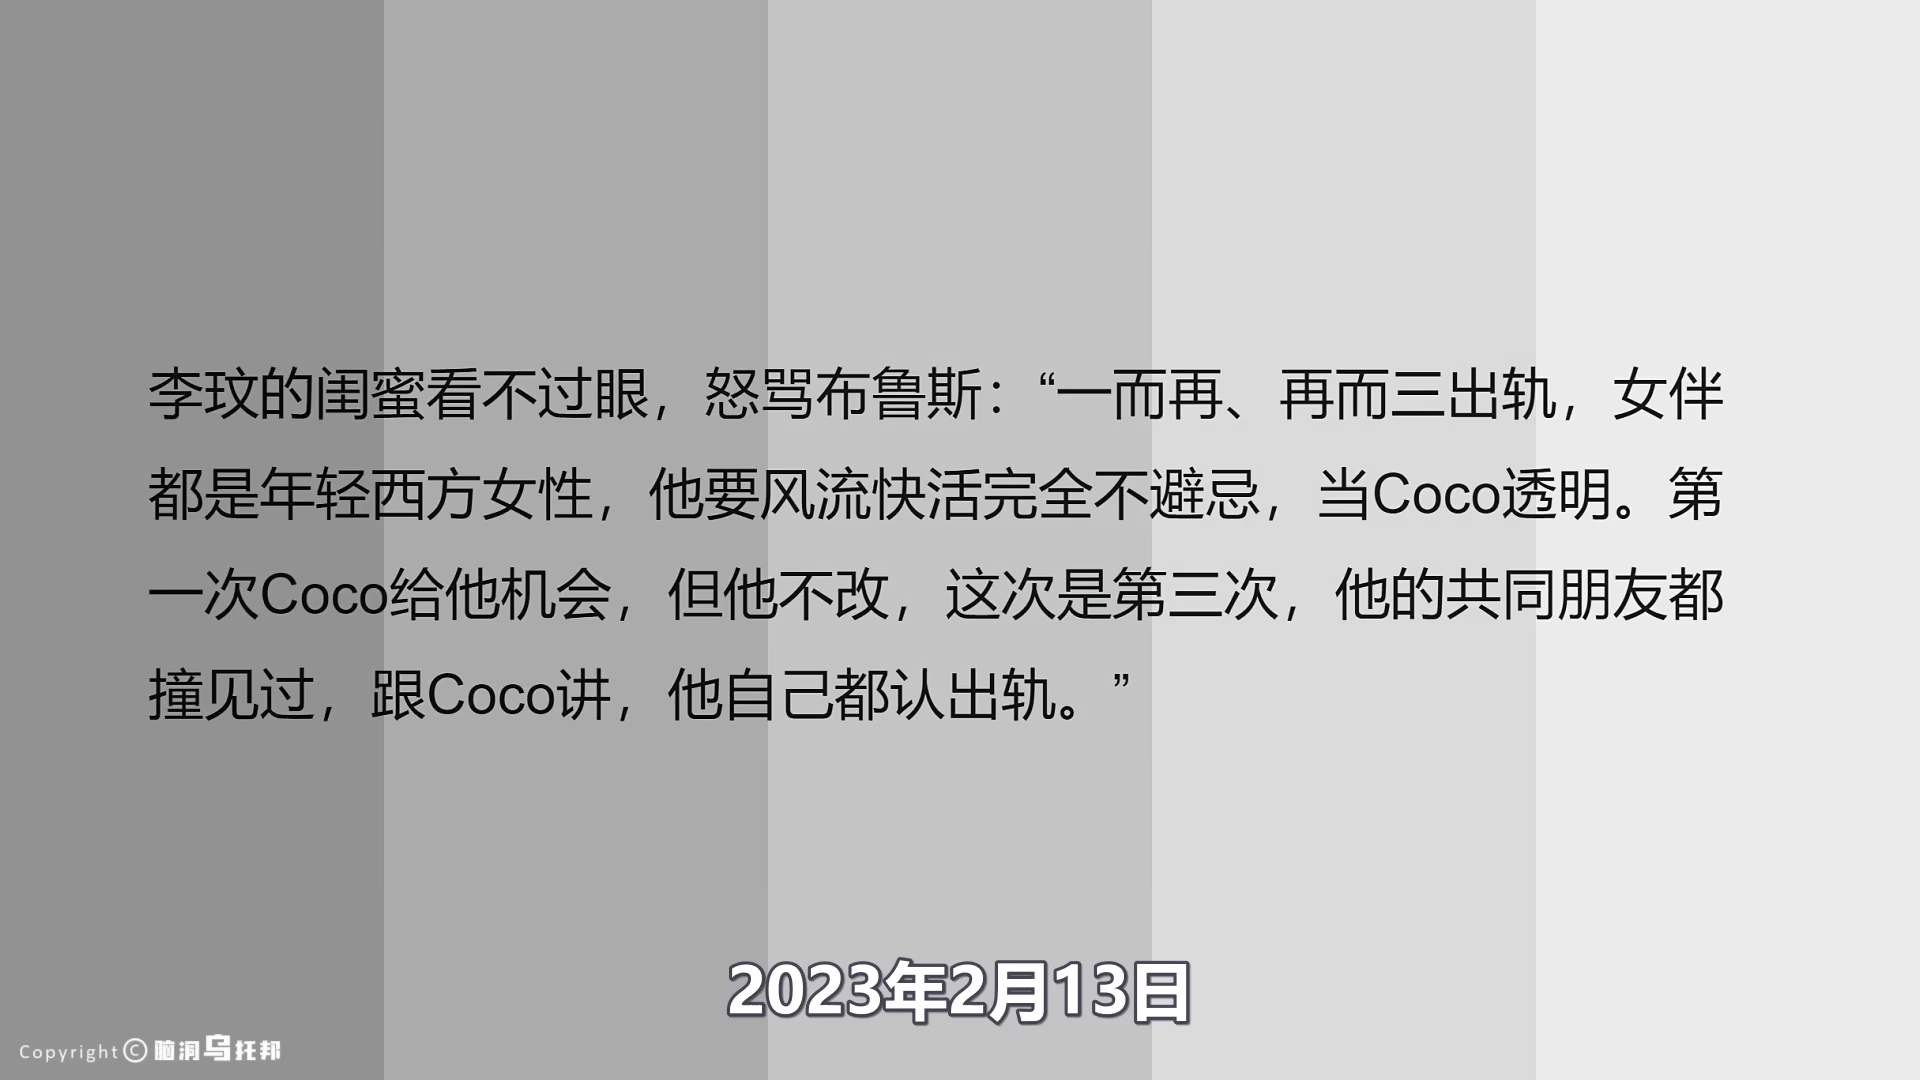 李玟的闺蜜看不过眼，怒骂布鲁斯：“一而再、再而三出轨，女伴
都是年轻西方女性，他要风流快活完全不避忌，当Coco透明。第
一次Coco给他机会，但他不改，这次是第三次，他的共同朋友都
撞见过，跟Coco讲，他自己都认出轨。”
2023年2月13日
Copyright © 脑洞乌托邦